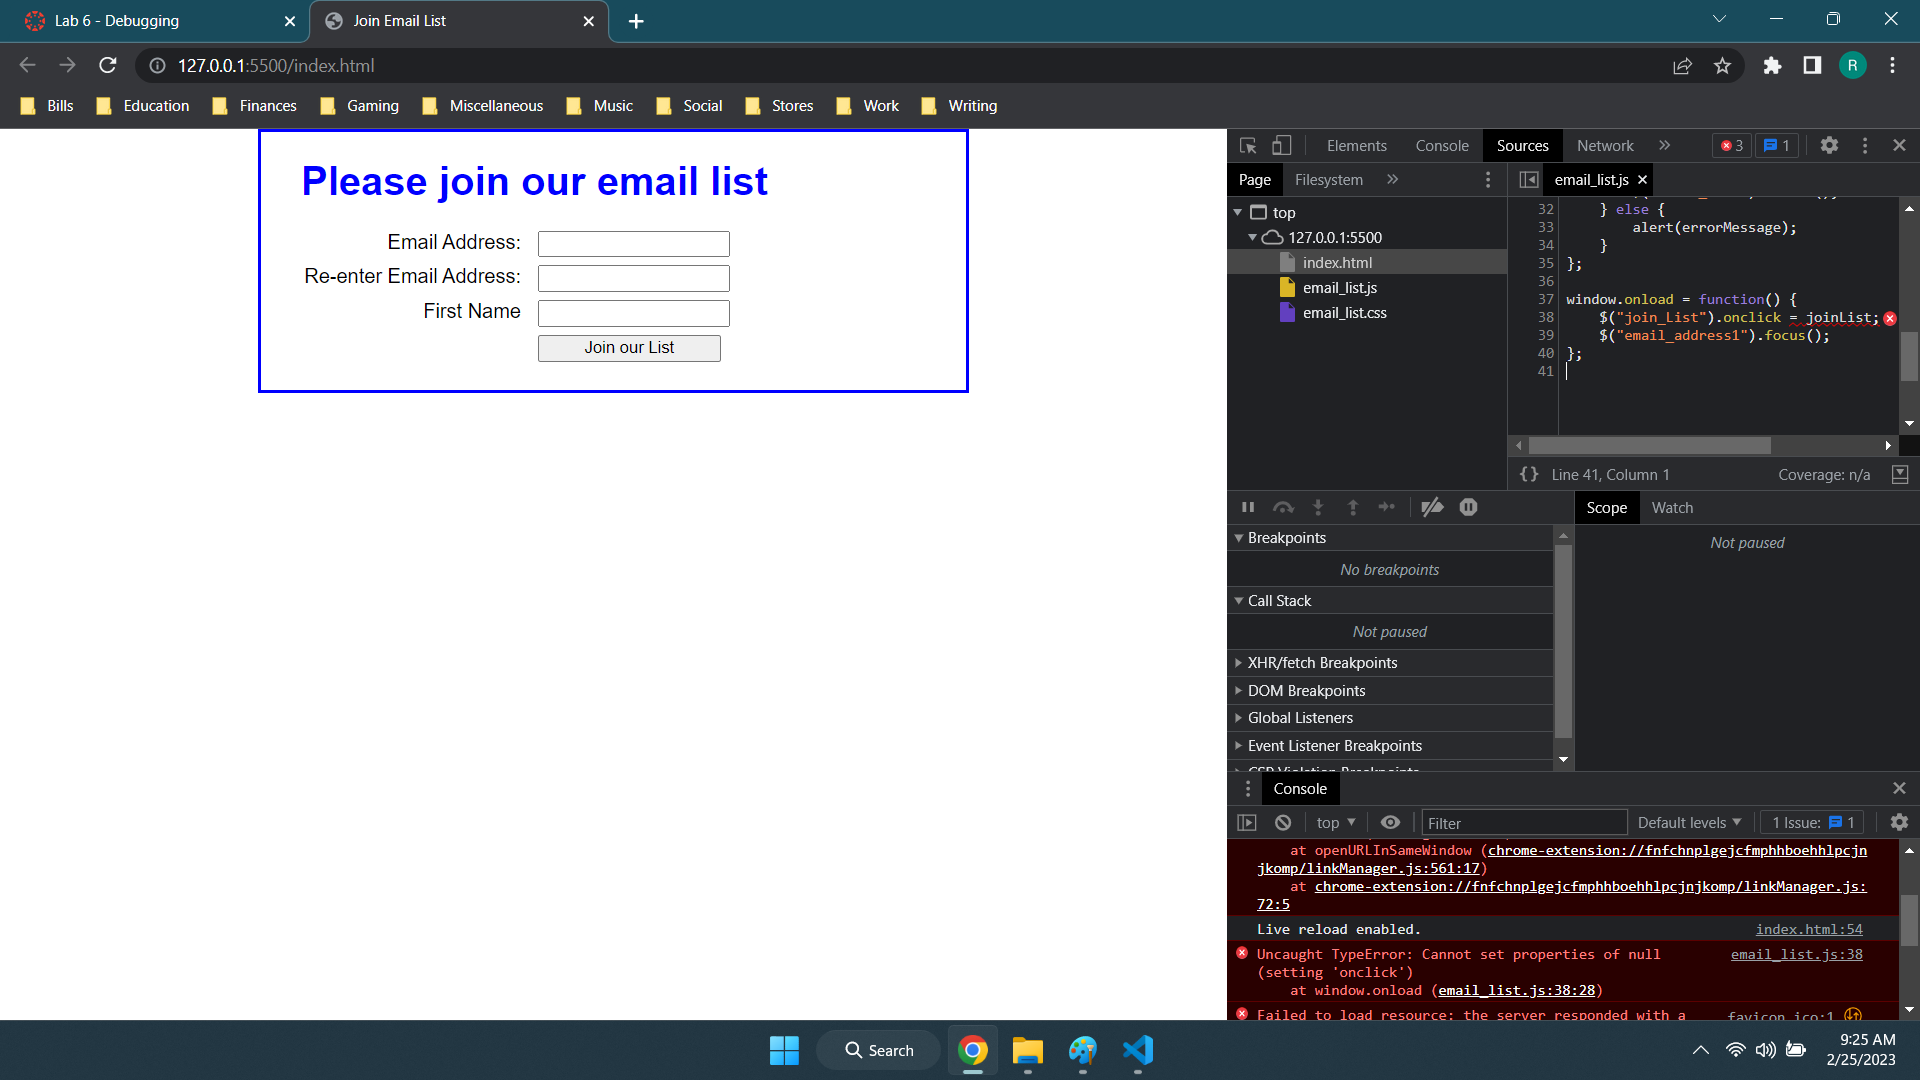 Lab 6 - Debugging
Join Email List
127.0.0.1:5500/index.html
R
Bills
Education
Finances
Gaming
Miscellaneous
Music
Social
Stores
Work
Writing
Please join our email list
Email Address:
Re-enter Email Address:
First Name
Join our List
Elements
Console
Sources
Network
3
1
Page
Filesystem
email_list.js
top
127.0.0.1:5500
index.html
email_list.js
email_list.css
32 } else {
33 alert(errorMessage);
34 }
35 };
36
37 window.onload = function() {
38 $("join_List").onclick = joinList;
39 $("email_address1").focus();
40 };
41
{} Line 41, Column 1
Coverage: n/a
Scope
Watch
Not paused
Breakpoints
No breakpoints
Call Stack
Not paused
XHR/fetch Breakpoints
DOM Breakpoints
Global Listeners
Event Listener Breakpoints
CSP Violation Breakpoints
Console
top
Filter
Default levels
1 Issue: 1
at openURLInSameWindow (chrome-extension://fnfchnplgejcfmphhboehhlpcjn
jkomp/linkManager.js:561:17)
at chrome-extension://fnfchnplgejcfmphhboehhlpcjnjkomp/linkManager.js:
72:5
Live reload enabled. index.html:54
Uncaught TypeError: Cannot set properties of null email_list.js:38
(setting 'onclick')
at window.onload (email_list.js:38:28)
Failed to load resource: the server responded with a favicon.ico:1
Search
9:25 AM
2/25/2023